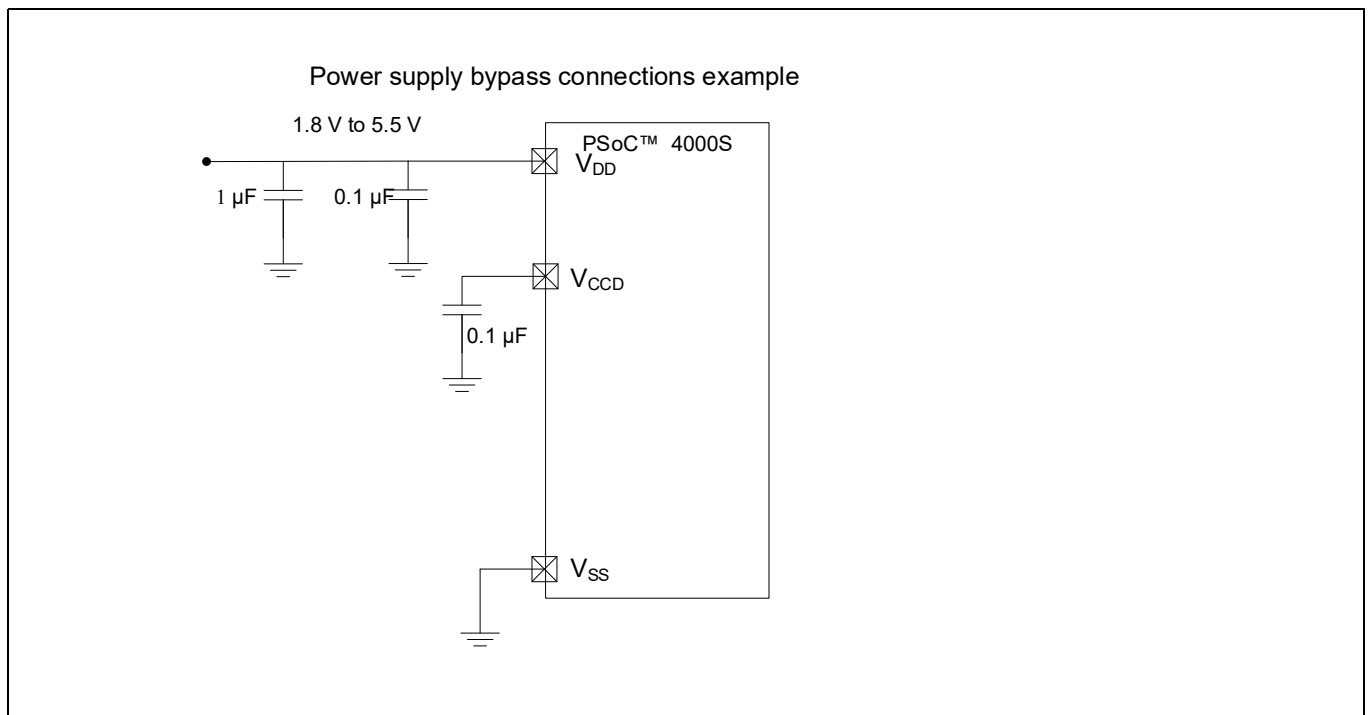 Power supply bypass connections example
1.8 V to 5.5 V
PSoC™ 4000S
VDD
1 µF
0.1 µF
VCCD
0.1 µF
VSS